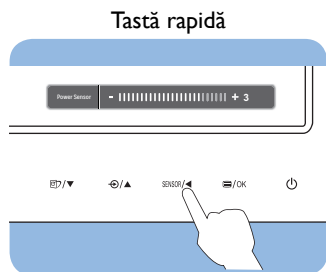 Tastă rapidă
Power Sensor - + 3
/▼ /▲ SENSOR/◄ /OK